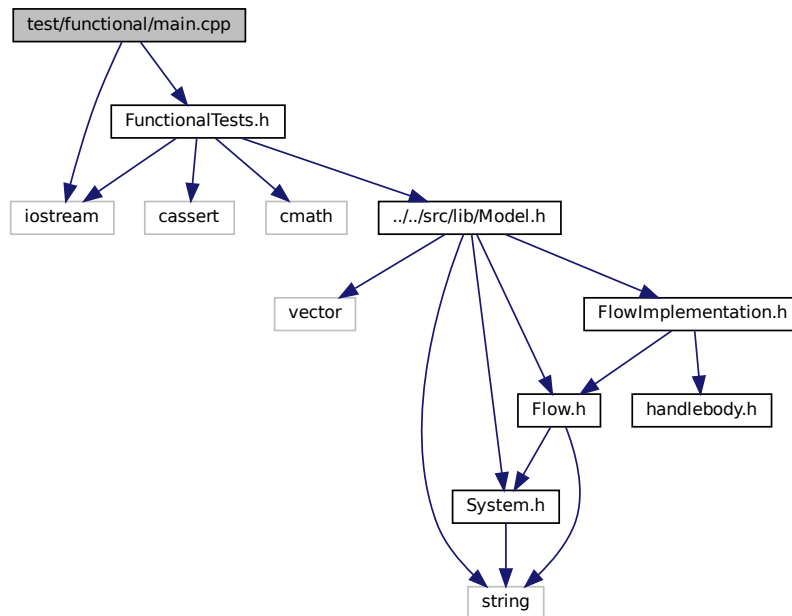 test/functional/main.cpp
FunctionalTests.h
iostream
cassert
cmath
../../src/lib/Model.h
vector
FlowImplementation.h
Flow.h
handlebody.h
System.h
string